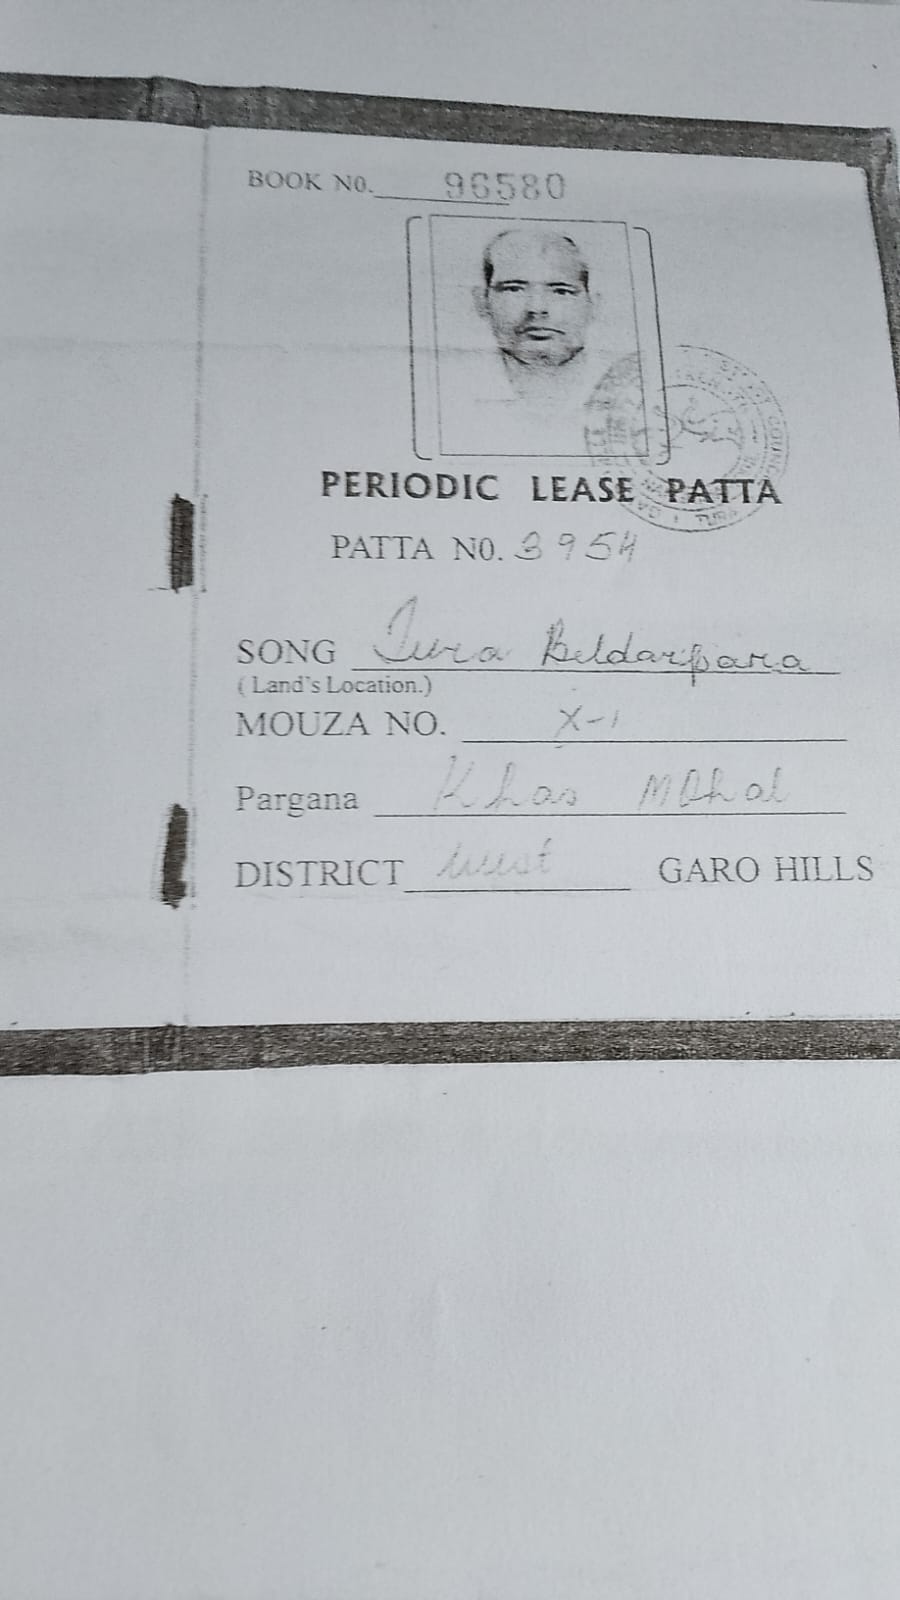 BOOK NO. 96580
PERIODIC LEASE PATTA
PATTA NO. 3954
SONG Tura Beldarpara
( Land's Location.)
MOUZA NO. X-1
Pargana Khas Mohal
DISTRICT West GARO HILLS
TURA